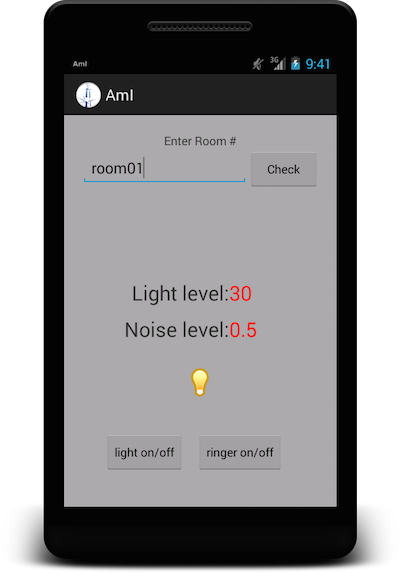 AmI
3G
9:41
AmI
Enter Room #
room01
Check
Light level:30
Noise level:0.5
light on/off
ringer on/off